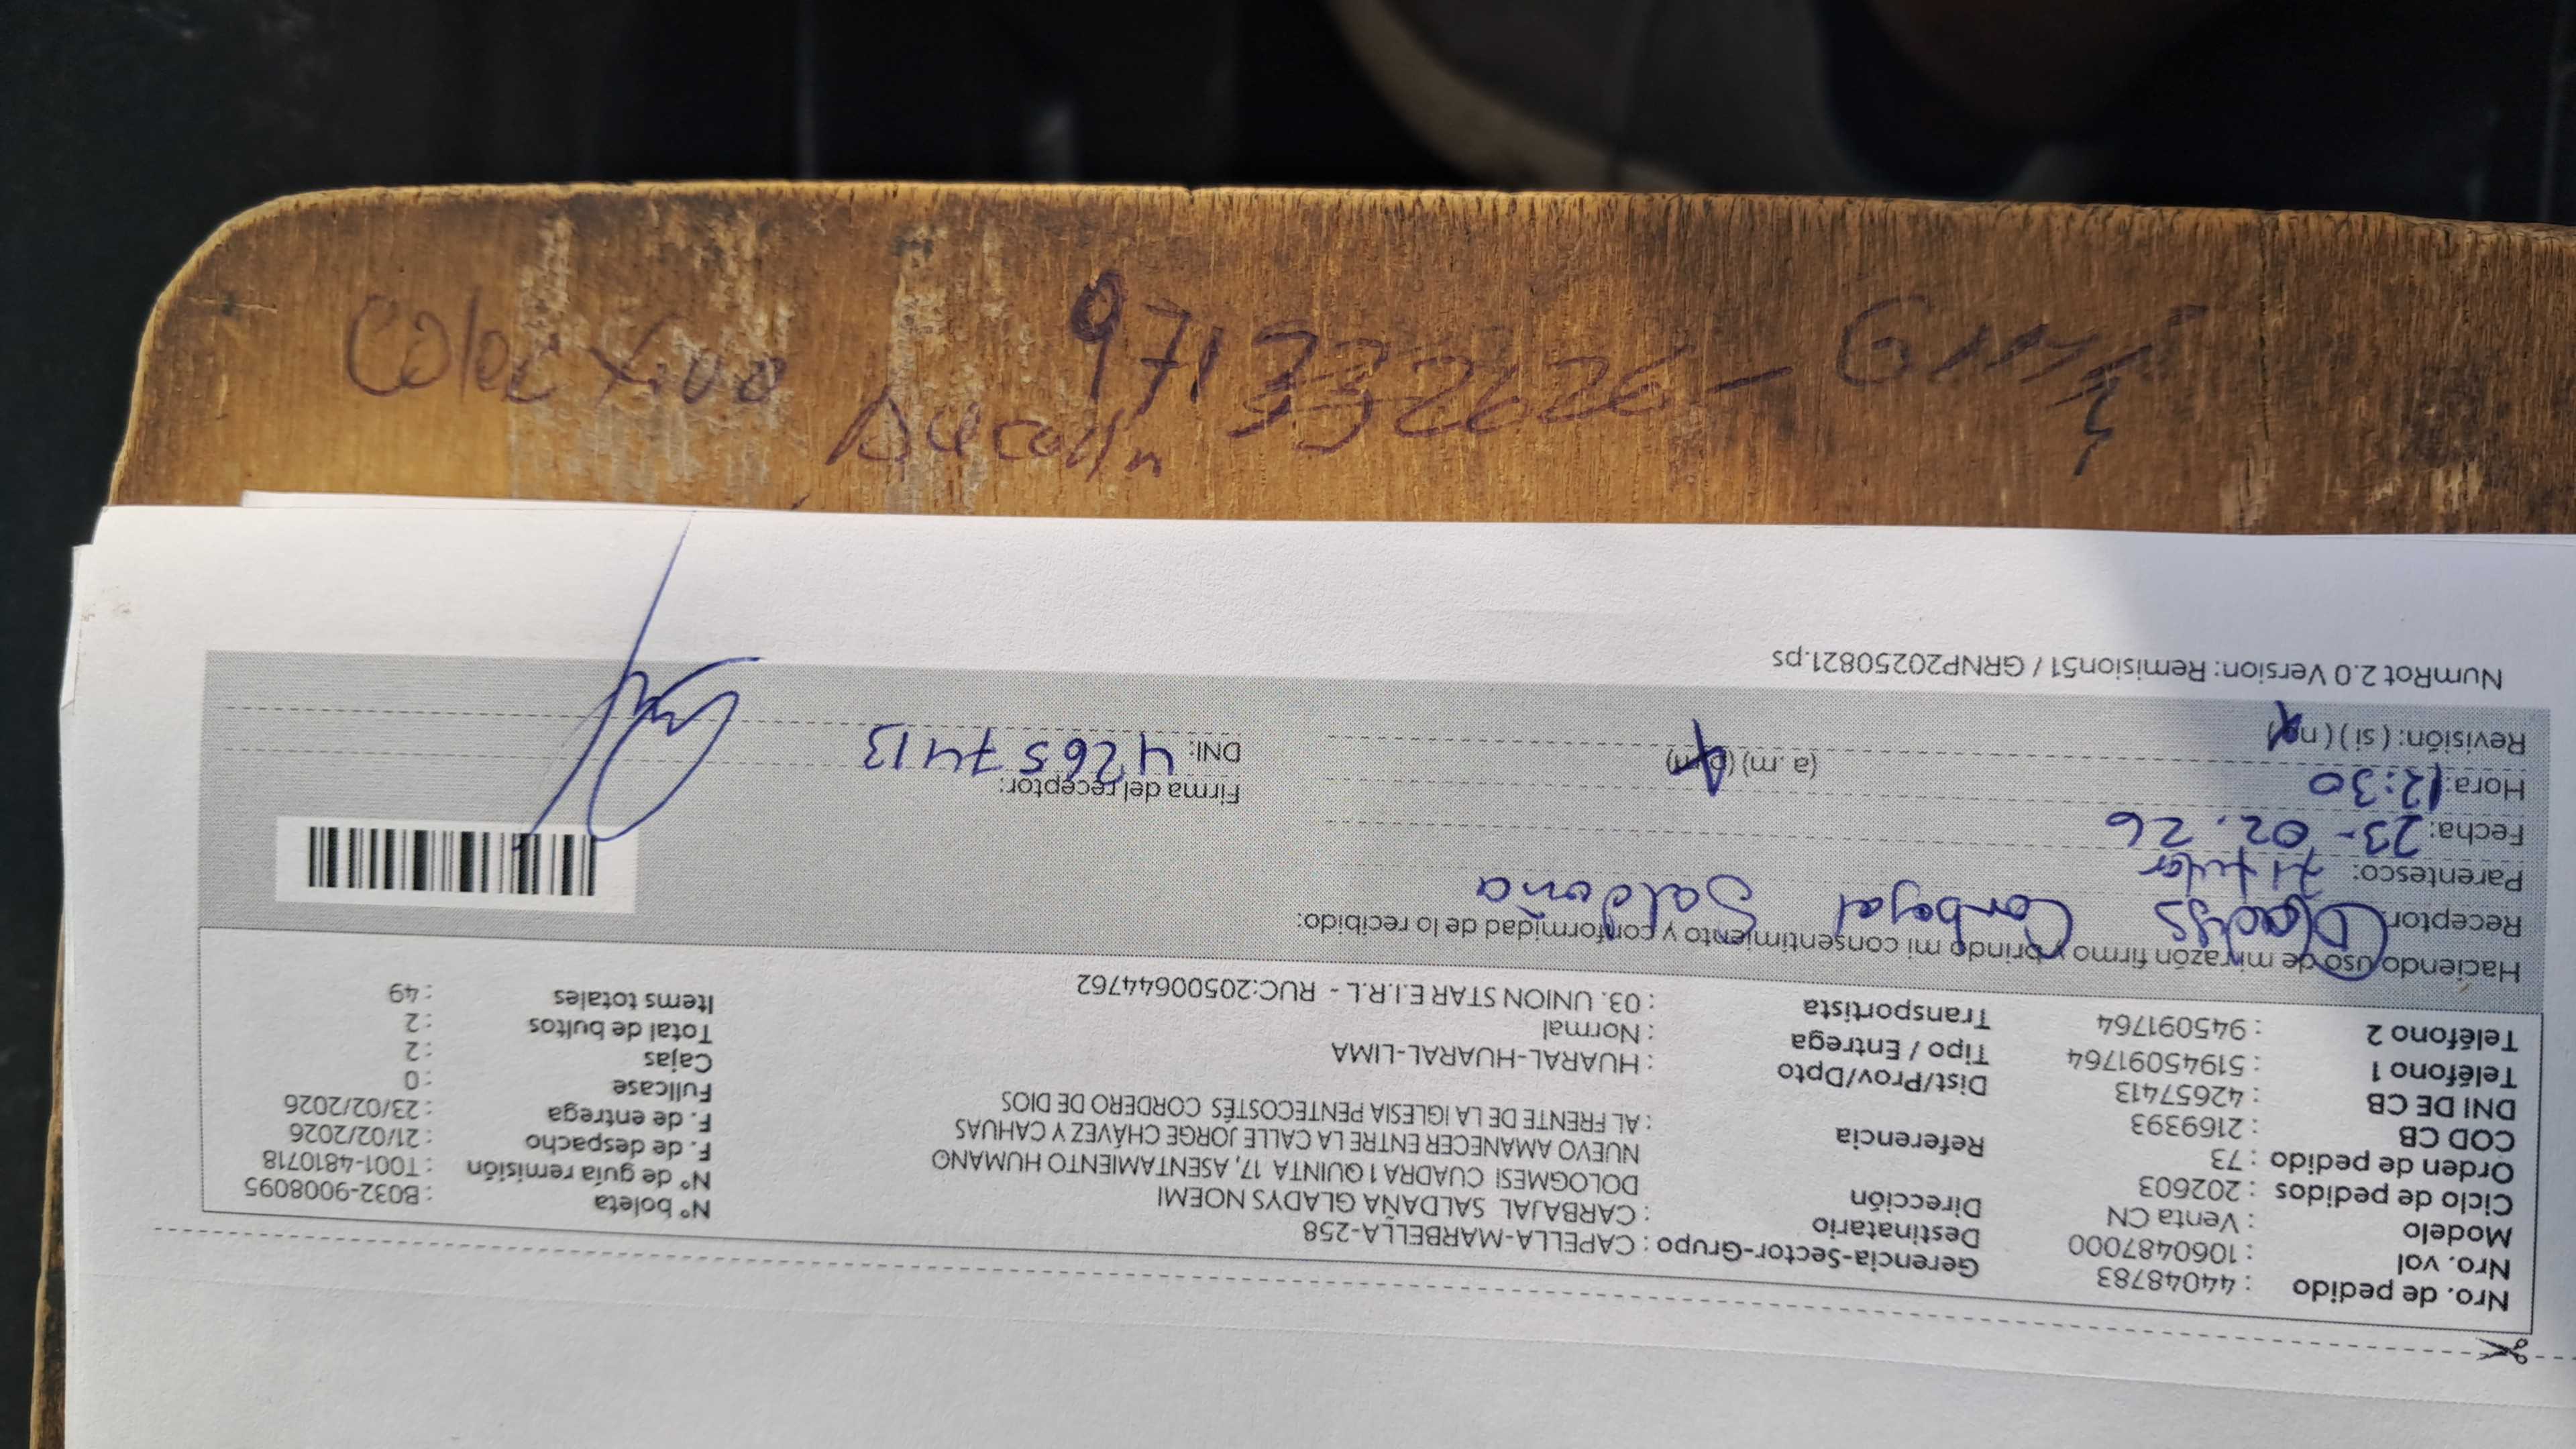 Colectivo 971332626 - Gerry
Nro. de pedido : 44048783
Nro. vol : 1060487000
Modelo : Venta CN
Ciclo de pedidos : 202603
Orden de pedido : 73
COD CB : 2169393
DNI DE CB : 42657413
Teléfono 1 : 51945091764
Teléfono 2 : 945091764
Gerencia-Sector-Grupo : CAPELLA-MARBELLA-258
Destinatario : CARBAJAL SALDAÑA GLADYS NOEMI
Dirección DOLOGMESI CUADRA 1 QUINTA 17, ASENTAMIENTO HUMANO
NUEVO AMANECER ENTRE LA CALLE JORGE CHÁVEZ Y CAHUAS
Referencia : AL FRENTE DE LA IGLESIA PENTECOSTÉS CORDERO DE DIOS
Dist/Prov/Dpto : HUARAL-HUARAL-LIMA
Tipo / Entrega : Normal
Transportista : 03. UNION STAR E.I.R.L - RUC:20500644762
N° boleta : B032-9008095
N° de guía remisión : T001-4810718
F. de despacho : 21/02/2026
F. de entrega : 23/02/2026
Fullcase : 0
Cajas : 2
Total de bultos : 2
Items totales : 49
Haciendo uso de mi razón firmo y brindo mi consentimiento y conformidad de lo recibido:
Receptor Gladys Carbajal Saldaña
Parentesco: Titular
Fecha: 23-02.26
Hora: 12:30 (a.m) (p.m)
Revisión: (si) (no)
Firma del receptor:
DNI: 42657413
NumRot 2.0 Version: Remision51 / GRNP20250821.ps